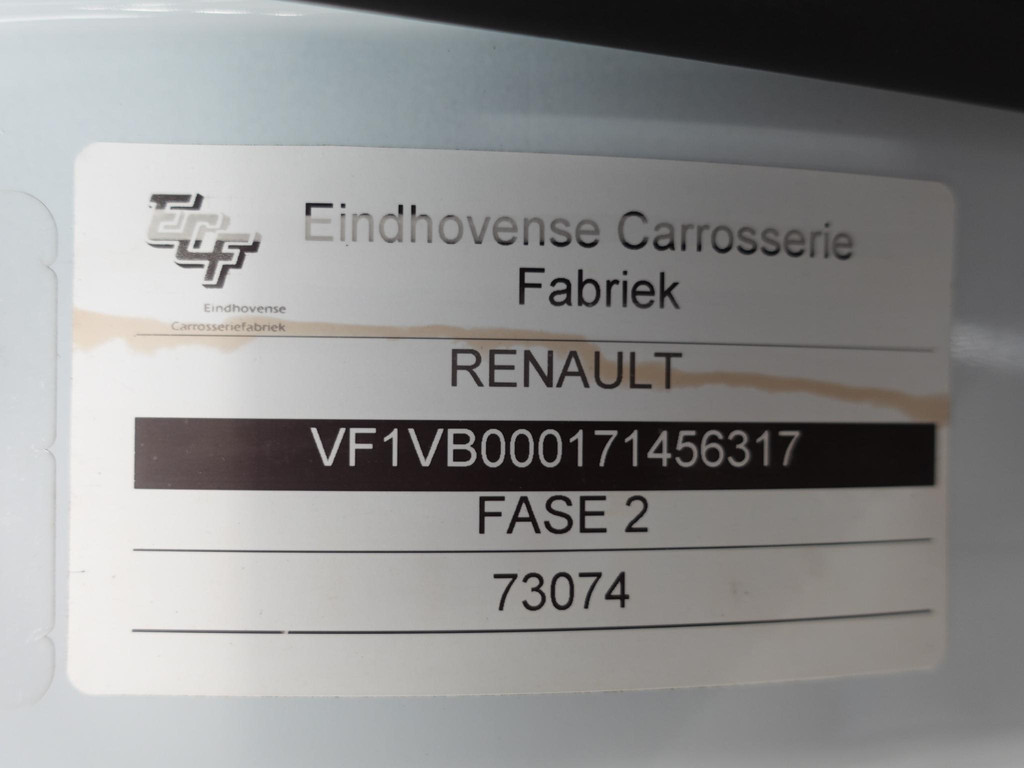 ECF
Eindhovense
Carrosseriefabriek
Eindhovense Carrosserie
Fabriek
RENAULT
VF1VB000171456317
FASE 2
73074